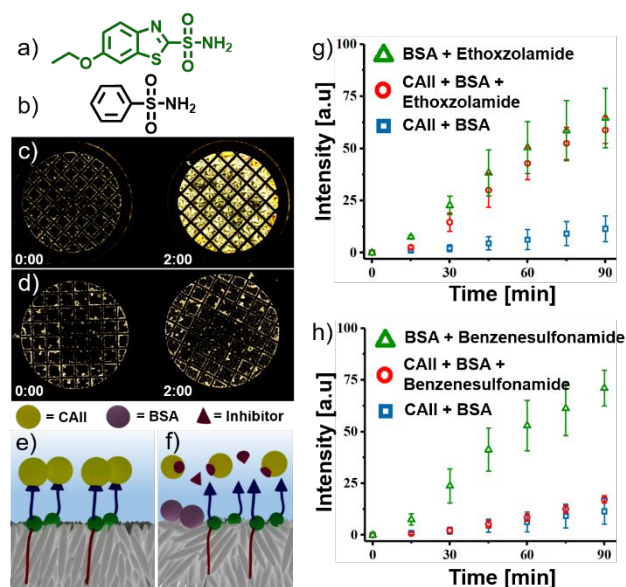 a)
N
O
S
NH₂
O
O
S
b)
O
S
NH₂
O
c)
0:00
2:00
d)
0:00
2:00
= CAII
= BSA
= Inhibitor
e)
f)
g)
100
75
50
25
0
Intensity [a.u]
BSA + Ethoxzolamide
CAII + BSA +
Ethoxzolamide
CAII + BSA
0
30
60
90
Time [min]
h)
100
75
50
25
0
Intensity [a.u]
BSA + Benzenesulfonamide
CAII + BSA +
Benzenesulfonamide
CAII + BSA
0
30
60
90
Time [min]